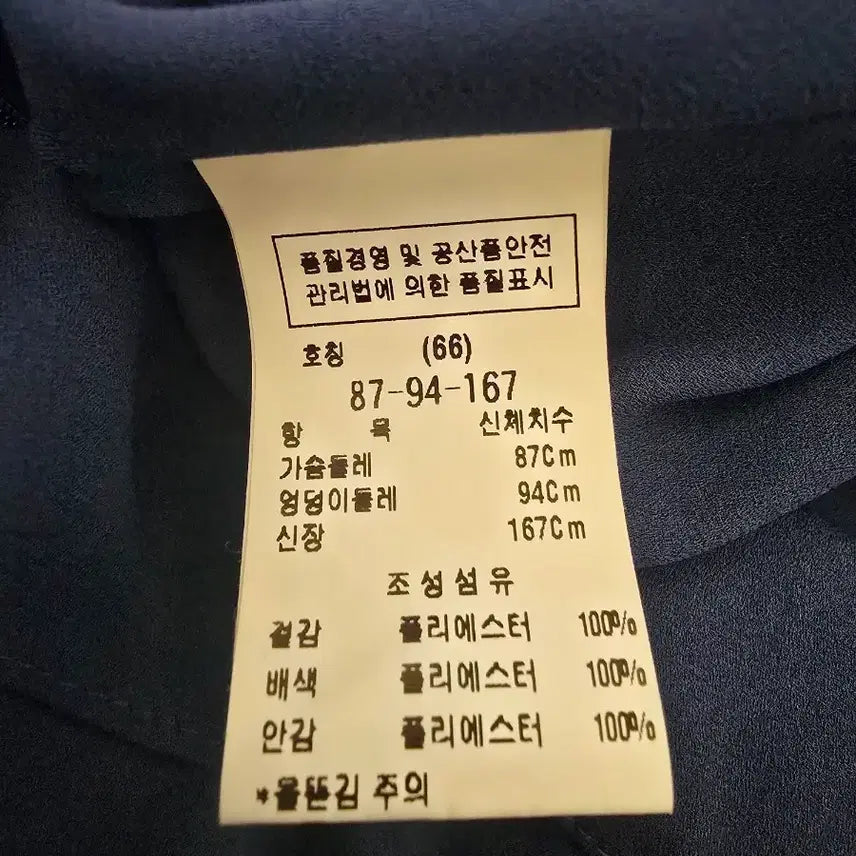 품질경영 및 공산품안전
관리법에 의한 품질표시
호칭 (66)
87-94-167
항 목 신체치수
가슴둘레 87Cm
엉덩이둘레 94Cm
신장 167Cm
조성섬유
겉감 폴리에스터 100%
배색 폴리에스터 100%
안감 폴리에스터 100%
*올뜯김 주의